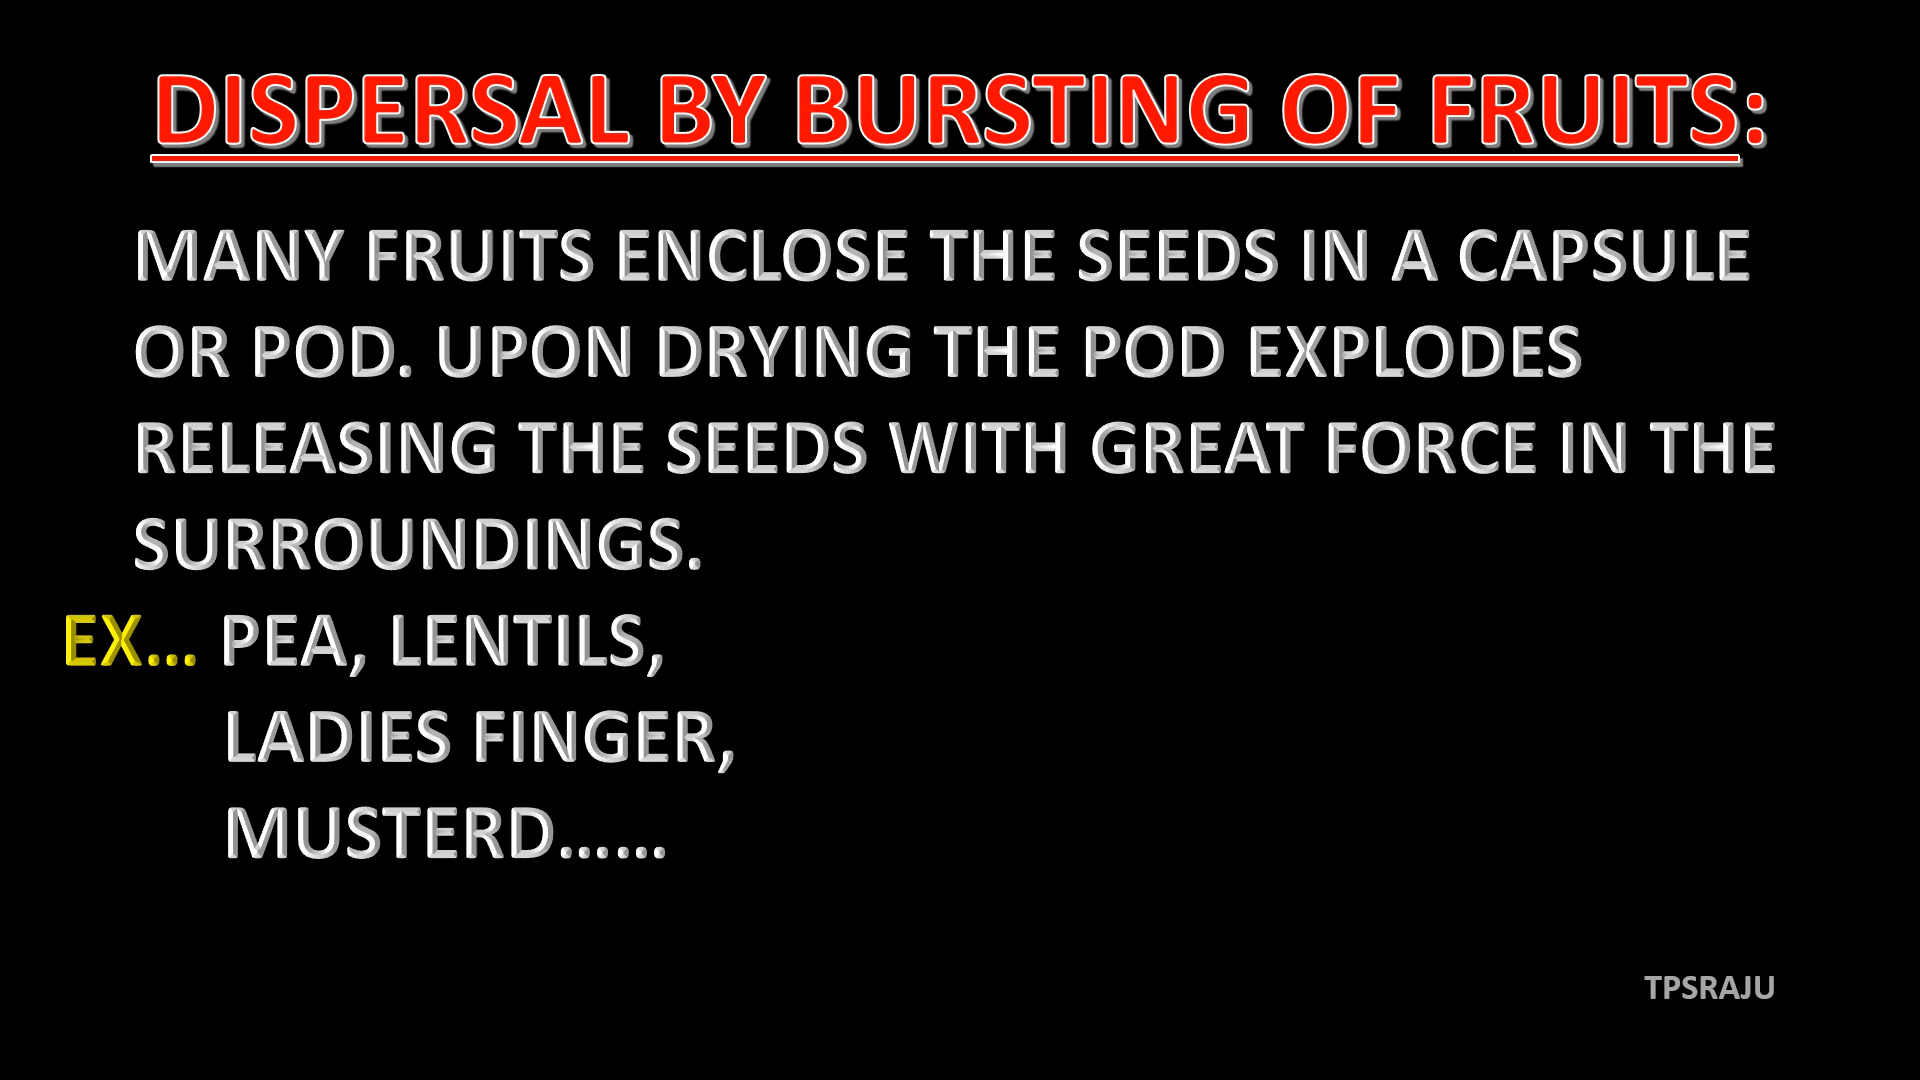 DISPERSAL BY BURSTING OF FRUITS:
MANY FRUITS ENCLOSE THE SEEDS IN A CAPSULE
OR POD. UPON DRYING THE POD EXPLODES
RELEASING THE SEEDS WITH GREAT FORCE IN THE
SURROUNDINGS.
EX... PEA, LENTILS,
LADIES FINGER,
MUSTERD......
TPSRAJU